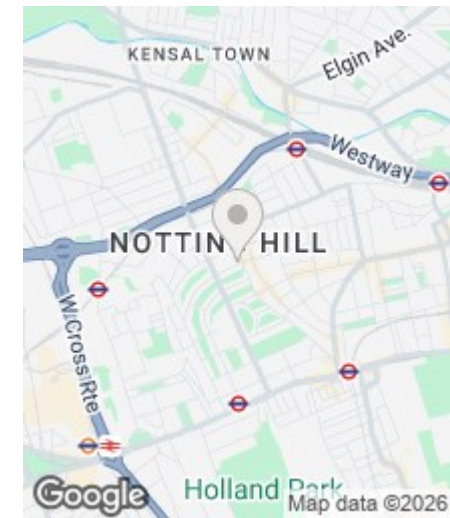 KENSAL TOWN
Elgin Ave.
Westway
NOTTIN HILL
W Cross Rte
Holland Park
Google
Map data ©2026